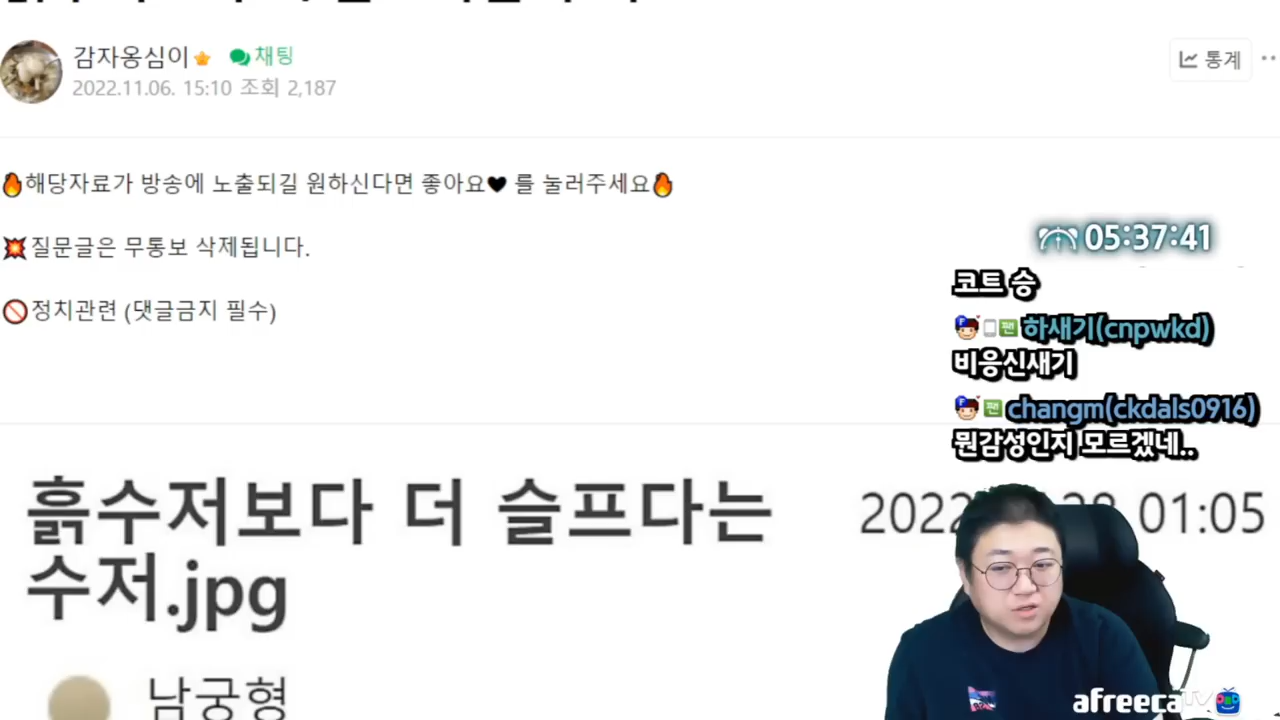 감자옹심이 채팅
2022.11.06. 15:10 조회 2,187
통계
해당자료가 방송에 노출되길 원하신다면 좋아요🖤 를 눌러주세요
질문글은 무통보 삭제됩니다.
정치관련 (댓글금지 필수)
05:37:41
코트 승
F 팬 하새기(cnpwkd)
비응신새기
F 팬 changm(ckdals0916)
뭔감성인지 모르겠네..
흙수저보다 더 슬프다는
수저.jpg
2022 01:05
남궁형
afreecaTV